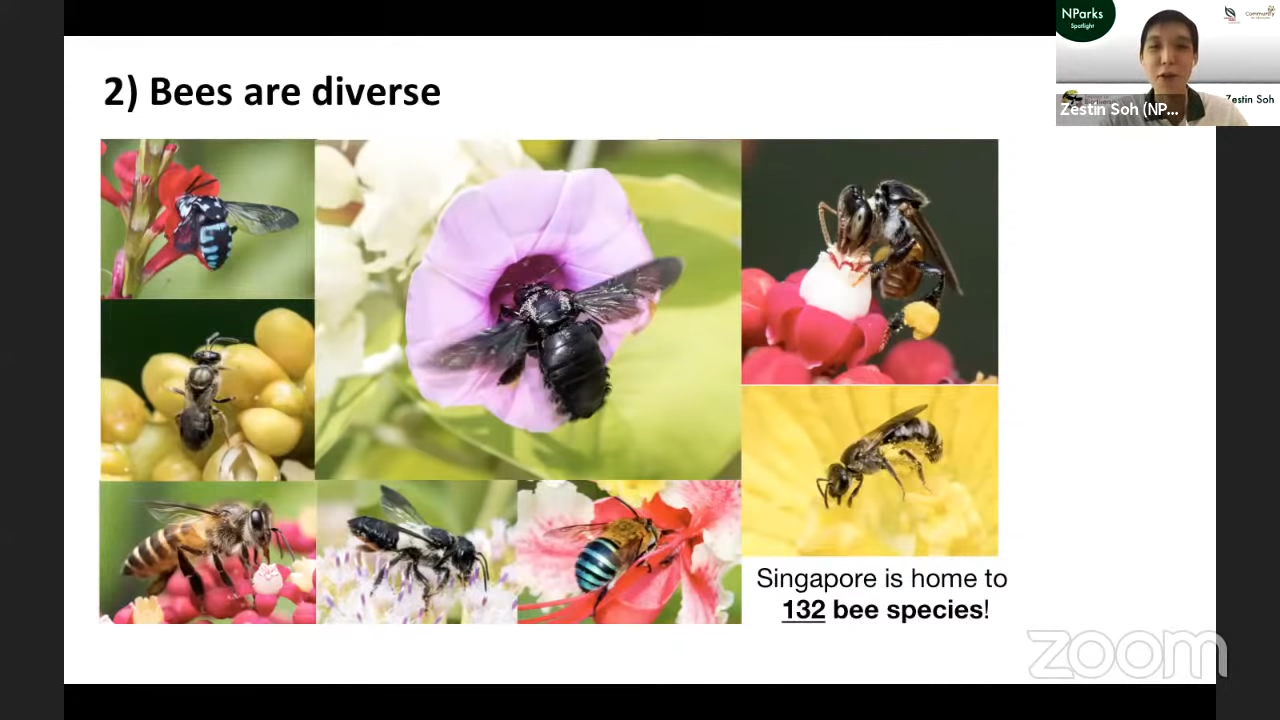 2) Bees are diverse
NParks
Spotlight
Community
Zestin Soh
Zestin Soh (NP...
Singapore is home to
132 bee species!
zoom